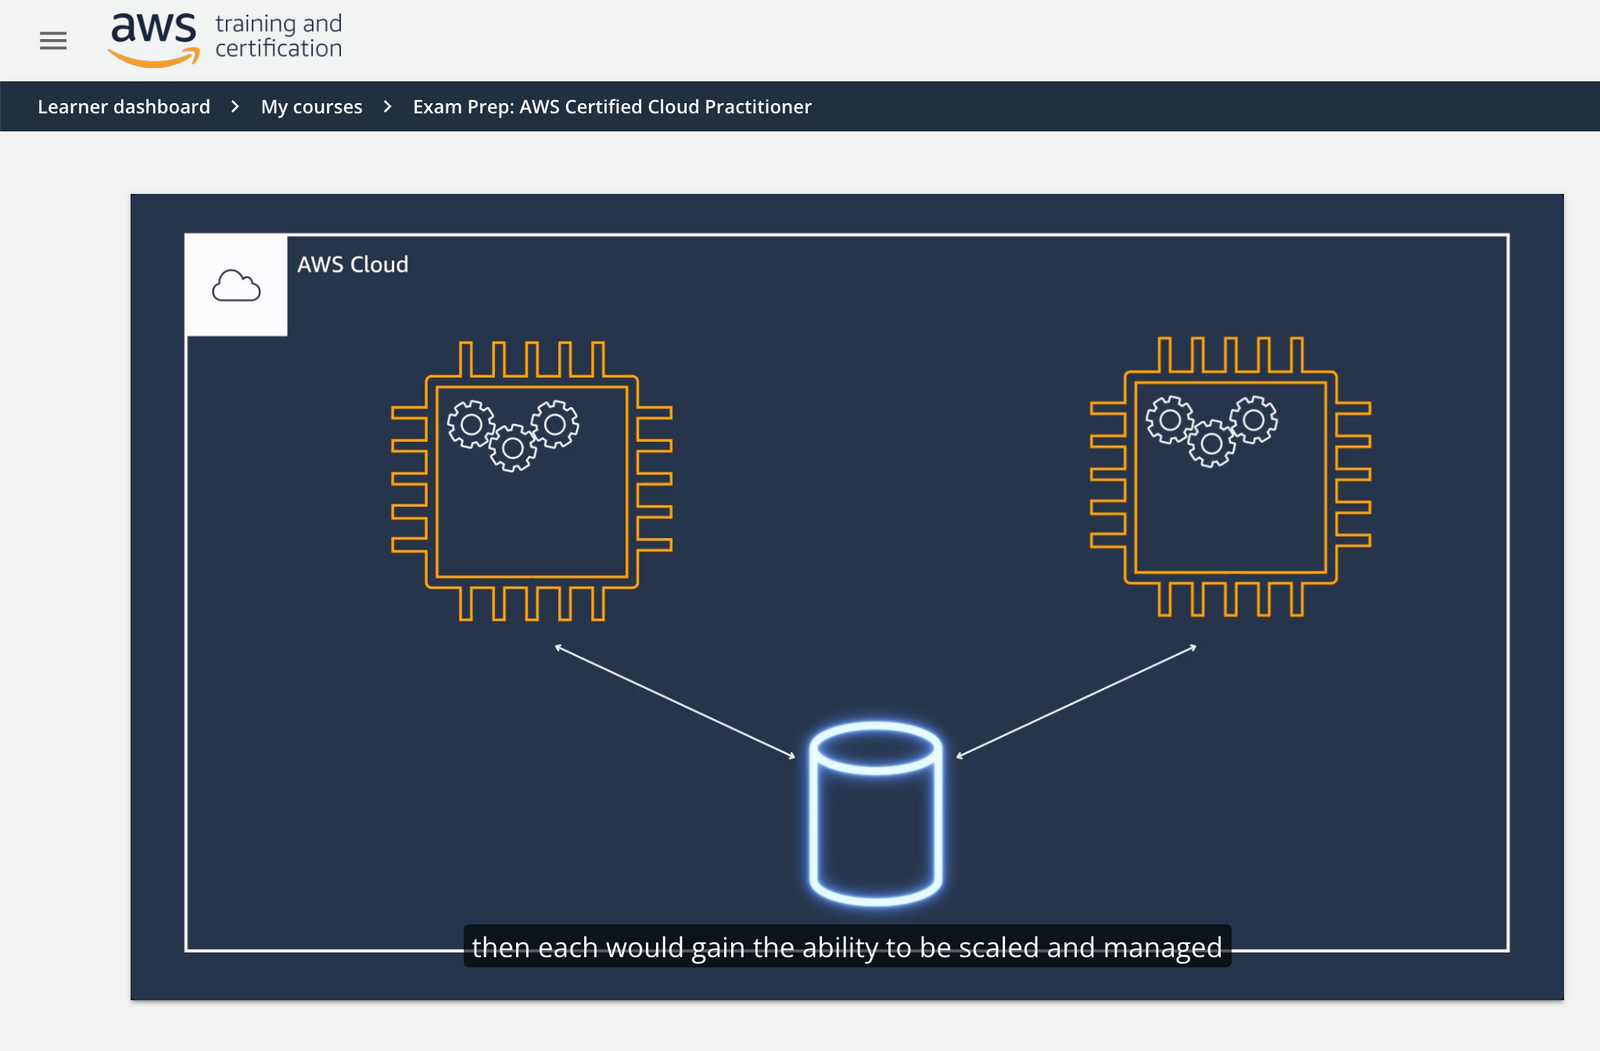 aws training and
certification
Learner dashboard > My courses > Exam Prep: AWS Certified Cloud Practitioner
AWS Cloud
then each would gain the ability to be scaled and managed